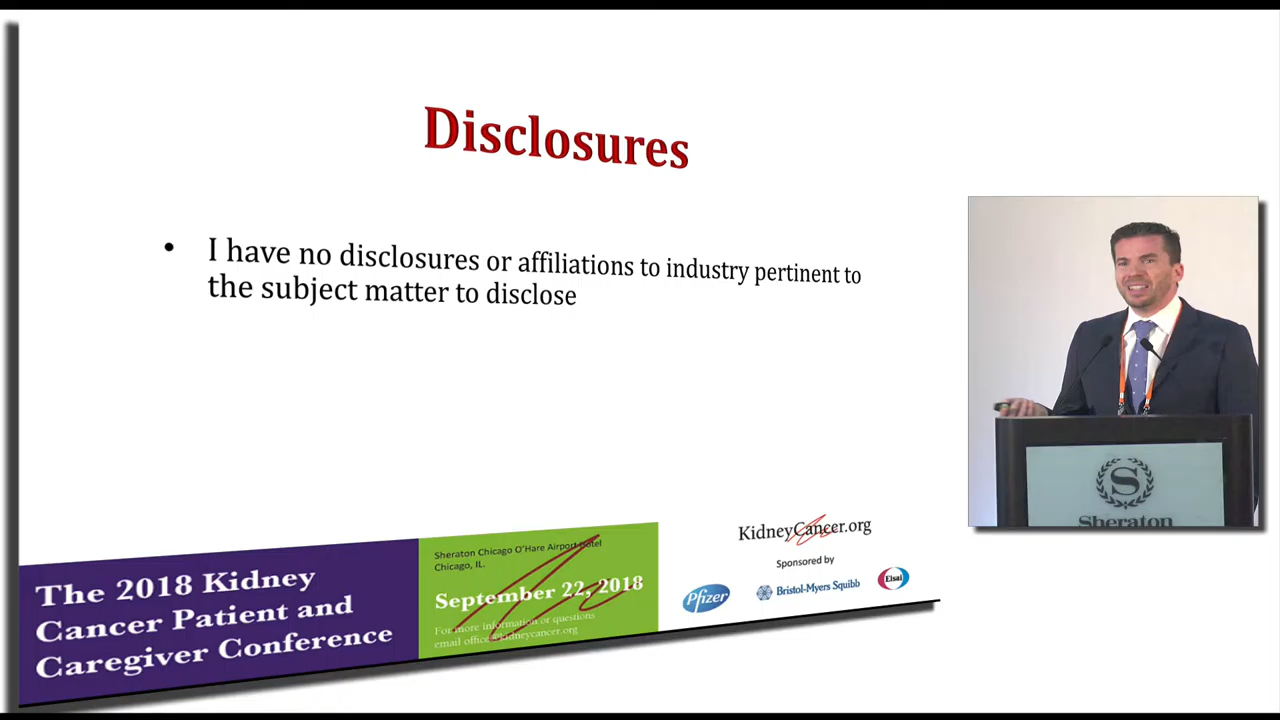 Disclosures
• I have no disclosures or affiliations to industry pertinent to
the subject matter to disclose
The 2018 Kidney
Cancer Patient and
Caregiver Conference
Sheraton Chicago O'Hare Airport Hotel
Chicago, IL.
September 22, 2018
For more information or questions
email office@kidneycancer.org
KidneyCancer.org
Sponsored by
Pfizer
Bristol-Myers Squibb
Eisai
S
Sheraton